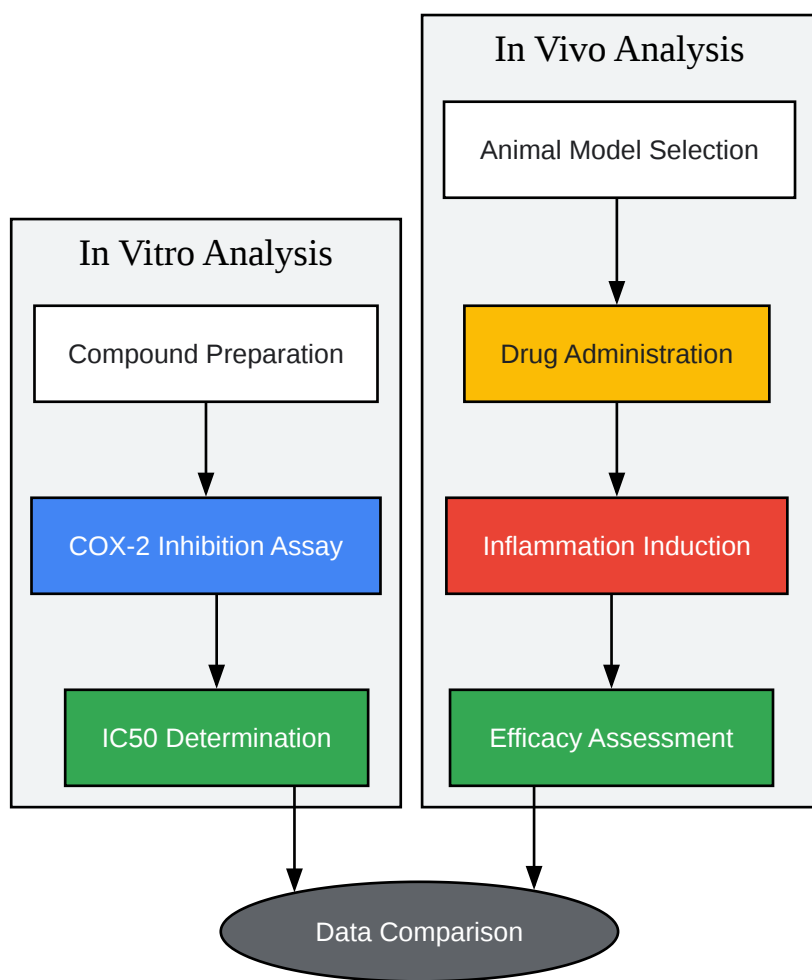 In Vitro Analysis
Compound Preparation
COX-2 Inhibition Assay
IC50 Determination
In Vivo Analysis
Animal Model Selection
Drug Administration
Inflammation Induction
Efficacy Assessment
Data Comparison